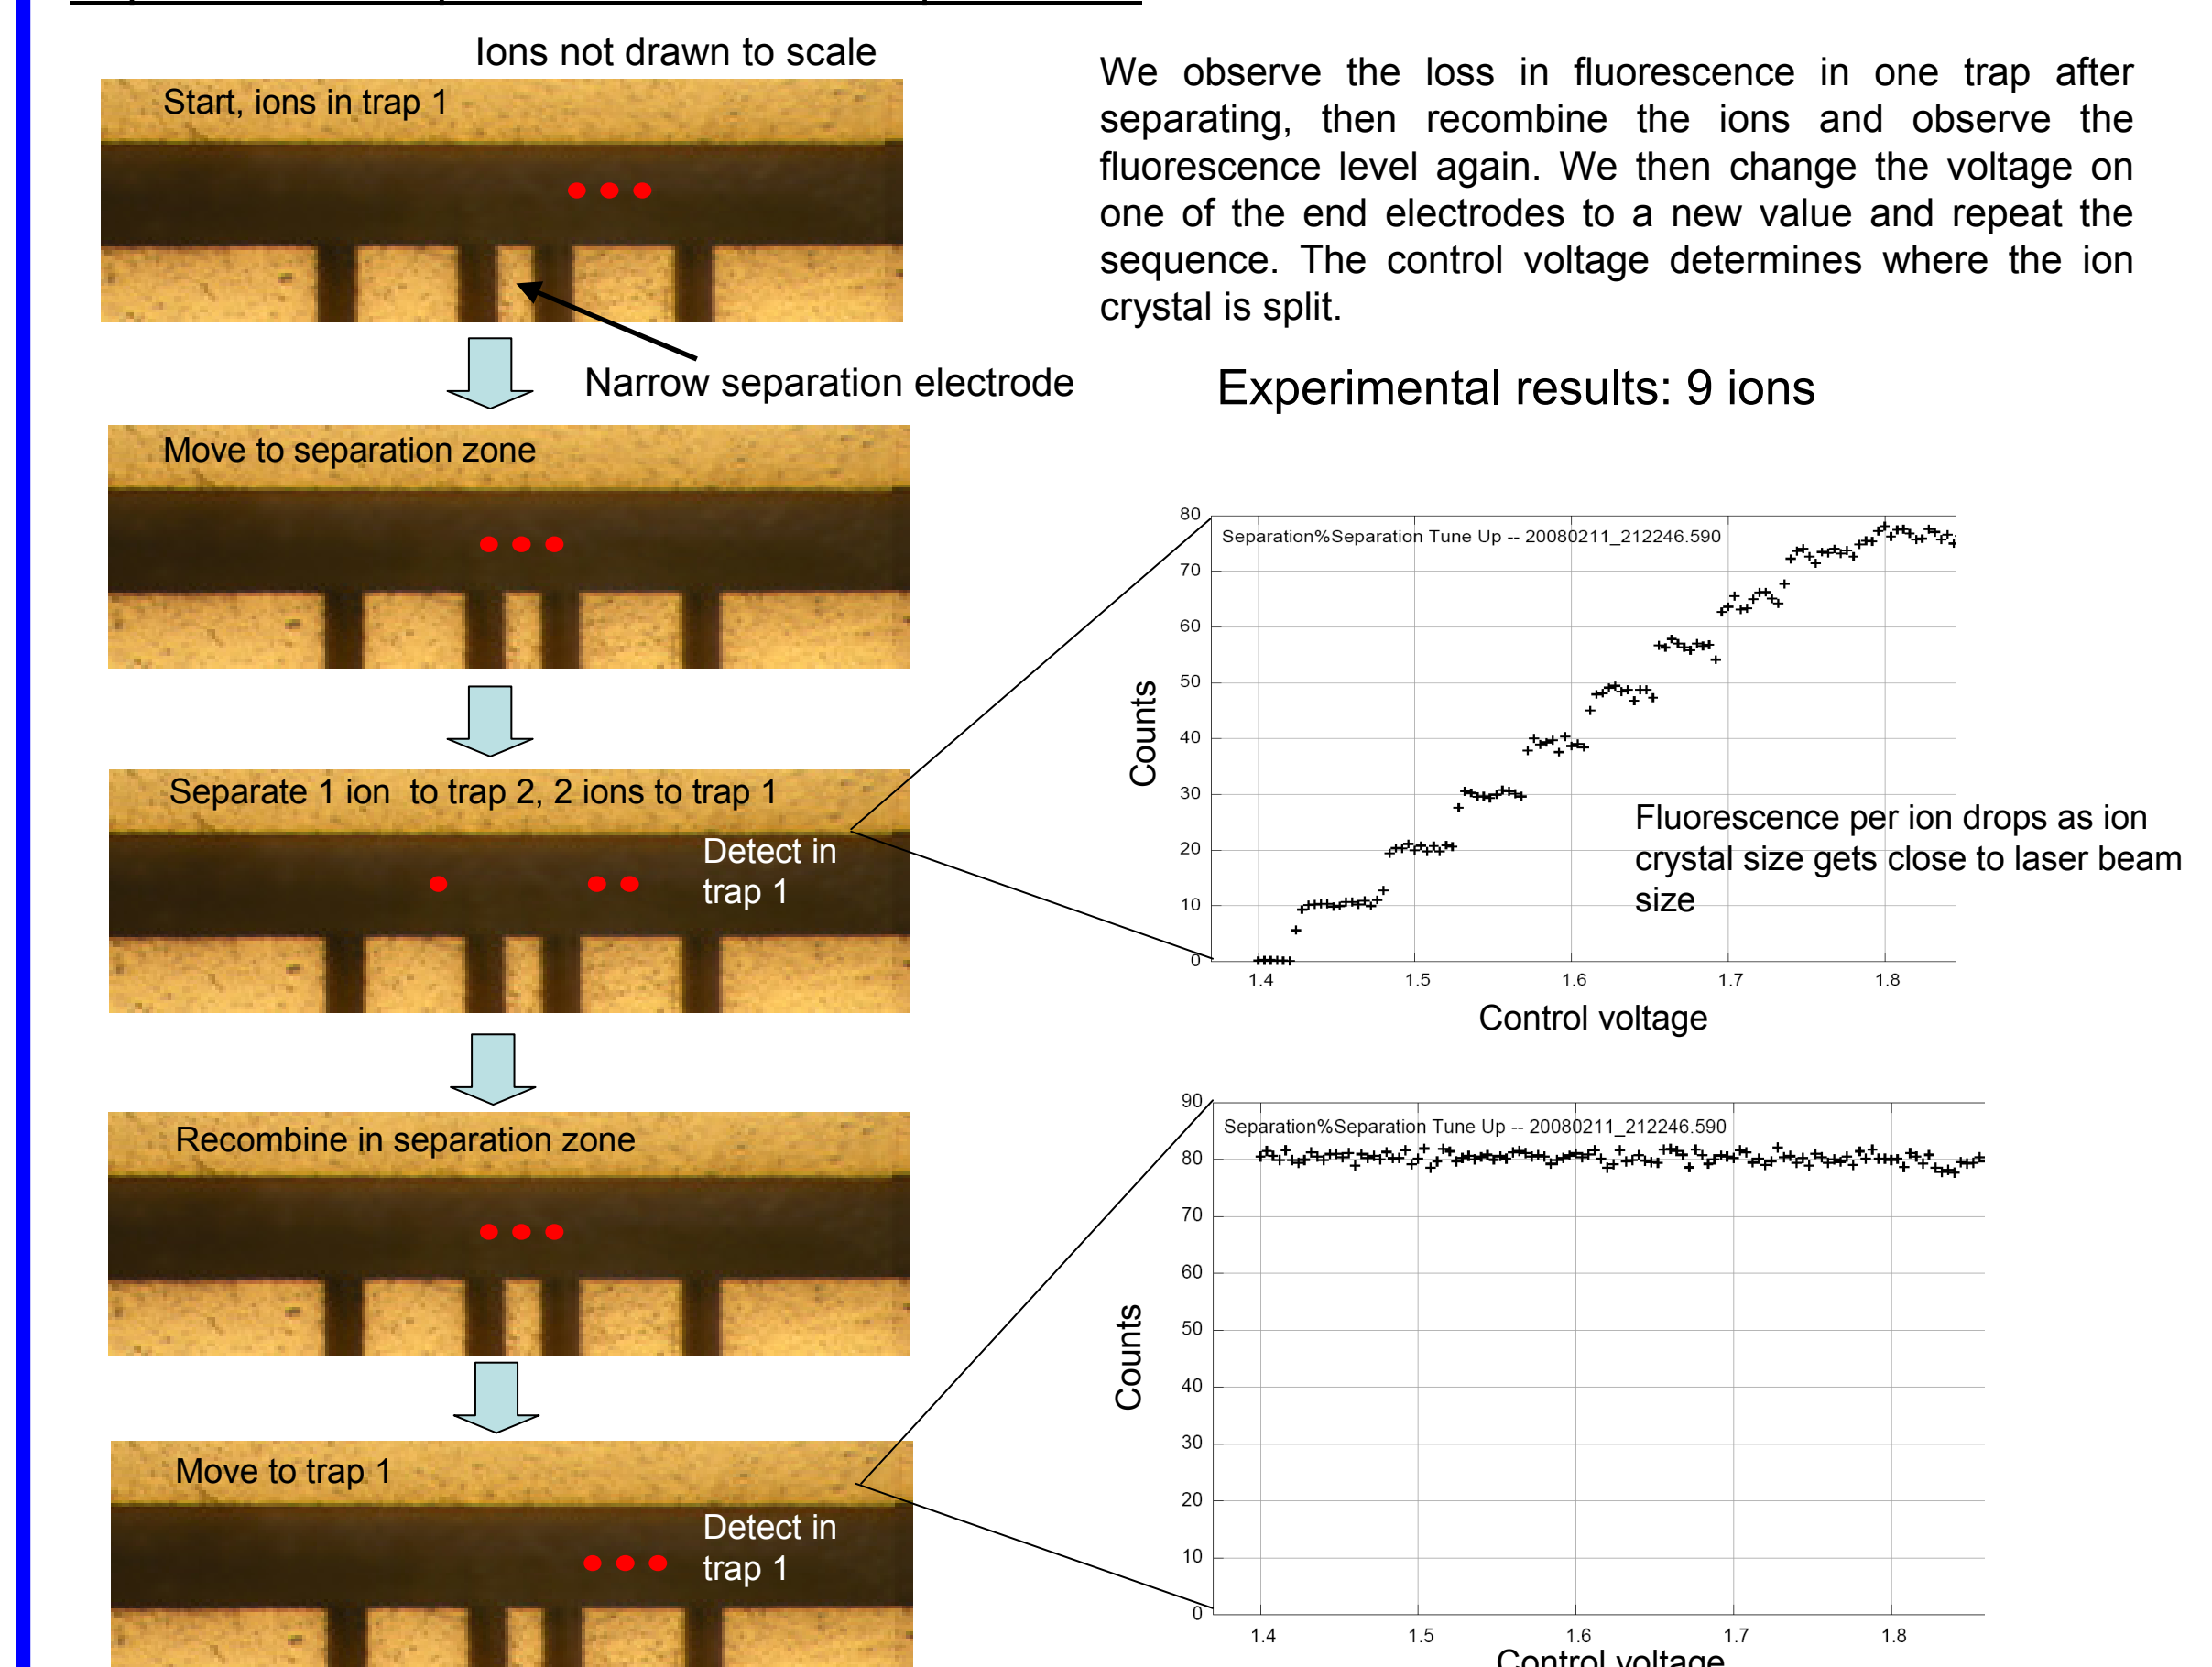 Ions not drawn to scale
Start, ions in trap 1
Narrow separation electrode
Move to separation zone
Separate 1 ion  to trap 2, 2 ions to trap 1
Detect in
trap 1
Recombine in separation zone
Move to trap 1
Detect in
trap 1
We observe the loss in fluorescence in one trap after
separating, then recombine the ions and observe the
fluorescence level again. We then change the voltage on
one of the end electrodes to a new value and repeat the
sequence. The control voltage determines where the ion
crystal is split.
Experimental results: 9 ions
Separation%Separation Tune Up -- 20080211_212246.590
80
70
60
50
40
30
20
10
0
Counts
1.4 1.5 1.6 1.7 1.8
Control voltage
Fluorescence per ion drops as ion
crystal size gets close to laser beam
size
Separation%Separation Tune Up -- 20080211_212246.590
90
80
70
60
50
40
30
20
10
0
Counts
1.4 1.5 1.6 1.7 1.8
Control voltage